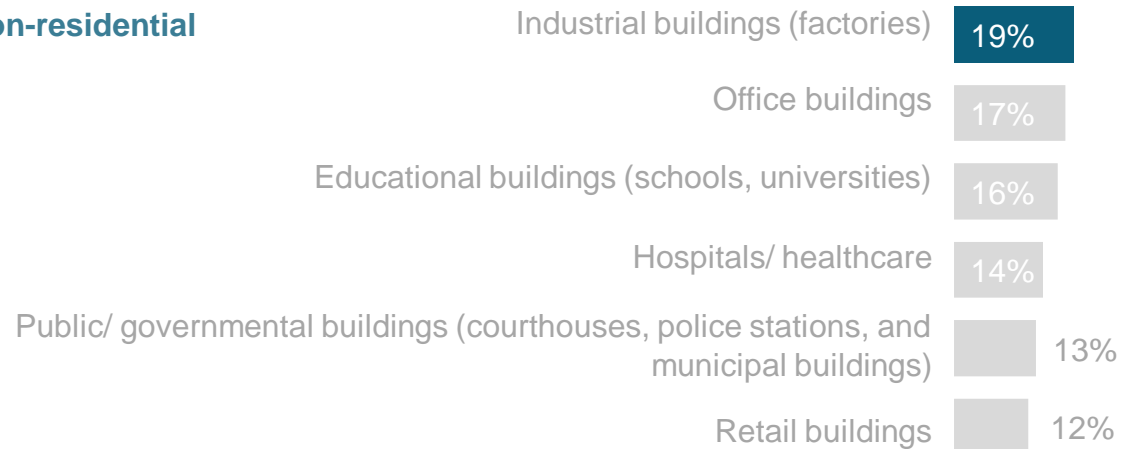 on-residential
Industrial buildings (factories) 19%
Office buildings 17%
Educational buildings (schools, universities) 16%
Hospitals/ healthcare 14%
Public/ governmental buildings (courthouses, police stations, and
municipal buildings) 13%
Retail buildings 12%